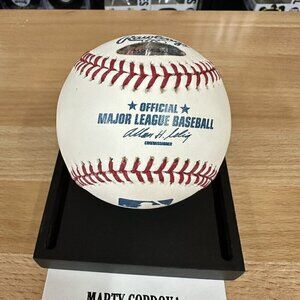 Rawlings
★ OFFICIAL ★
MAJOR LEAGUE BASEBALL
Allan H. Selig
COMMISSIONER
MARTY CORDOVA